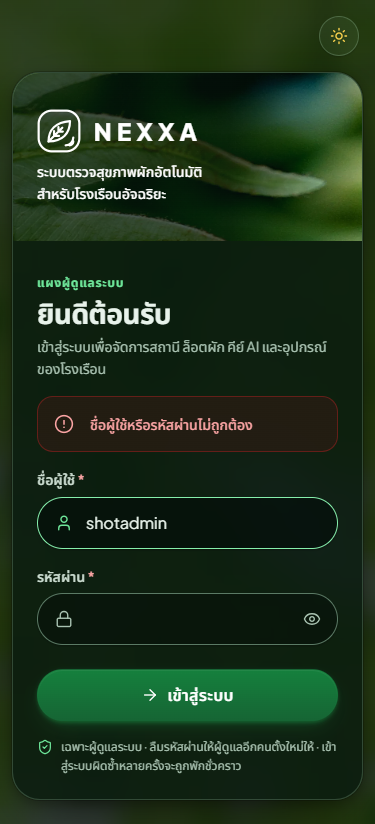 NEXXA
ระบบตรวจสุขภาพผักอัตโนมัติ
สำหรับโรงเรือนอัจฉริยะ
แผงผู้ดูแลระบบ
ยินดีต้อนรับ
เข้าสู่ระบบเพื่อจัดการสถานี ล็อตผัก คีย์ AI และอุปกรณ์
ของโรงเรือน
ชื่อผู้ใช้หรือรหัสผ่านไม่ถูกต้อง
ชื่อผู้ใช้ *
shotadmin
รหัสผ่าน *
เข้าสู่ระบบ
เฉพาะผู้ดูแลระบบ · ลืมรหัสผ่านให้ผู้ดูแลอีกคนตั้งใหม่ให้ · เข้า
สู่ระบบผิดซ้ำหลายครั้งจะถูกพักชั่วคราว